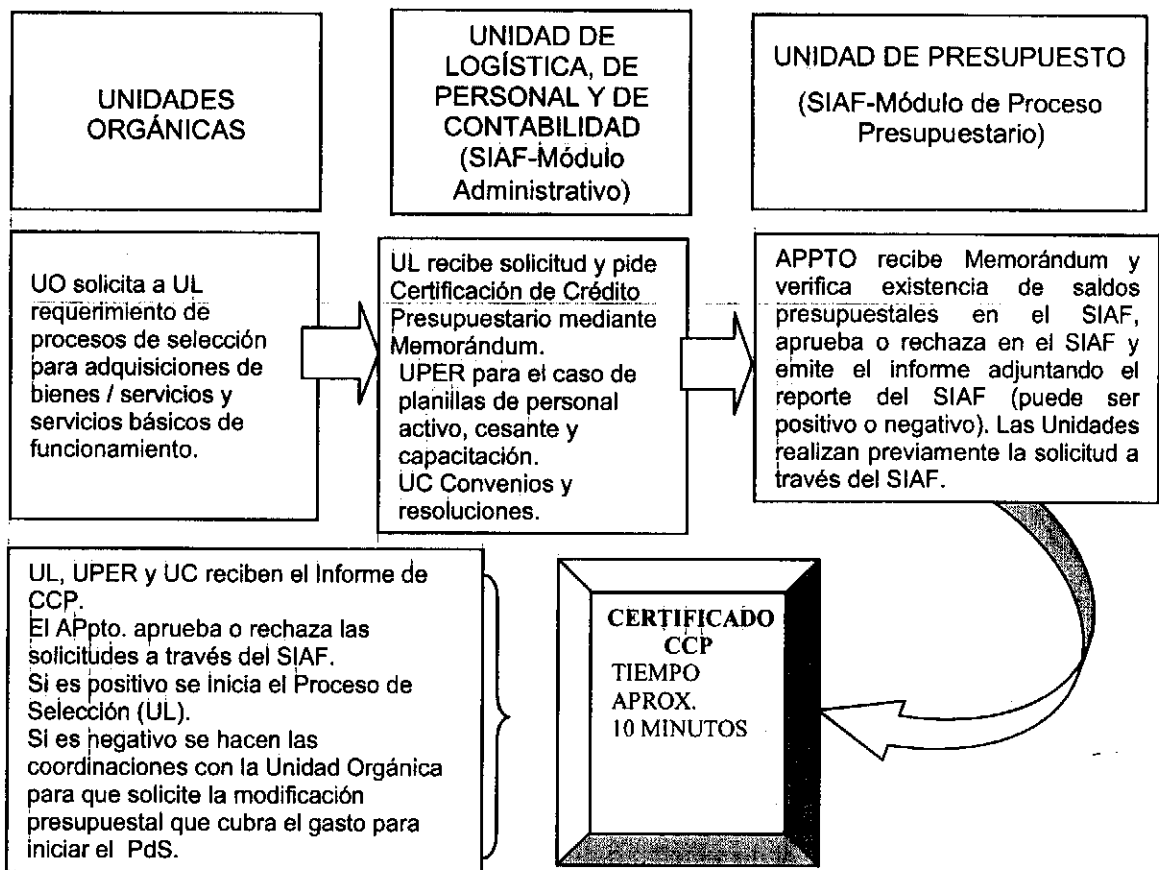 UNIDADES
ORGÁNICAS
UNIDAD DE
LOGÍSTICA, DE
PERSONAL Y DE
CONTABILIDAD
(SIAF-Módulo
Administrativo)
UNIDAD DE PRESUPUESTO
(SIAF-Módulo de Proceso
Presupuestario)
UO solicita a UL
requerimiento de
procesos de selección
para adquisiciones de
bienes / servicios y
servicios básicos de
funcionamiento.
UL recibe solicitud y pide
Certificación de Crédito
Presupuestario mediante
Memorándum.
UPER para el caso de
planillas de personal
activo, cesante y
capacitación.
UC Convenios y
resoluciones.
APPTO recibe Memorándum y
verifica existencia de saldos
presupuestales en el SIAF,
aprueba o rechaza en el SIAF y
emite el informe adjuntando el
reporte del SIAF (puede ser
positivo o negativo). Las Unidades
realizan previamente la solicitud a
través del SIAF.
UL, UPER y UC reciben el Informe de
CCP.
El APpto. aprueba o rechaza las
solicitudes a través del SIAF.
Si es positivo se inicia el Proceso de
Selección (UL).
Si es negativo se hacen las
coordinaciones con la Unidad Orgánica
para que solicite la modificación
presupuestal que cubra el gasto para
iniciar el PdS.
CERTIFICADO
CCP
TIEMPO
APROX.
10 MINUTOS